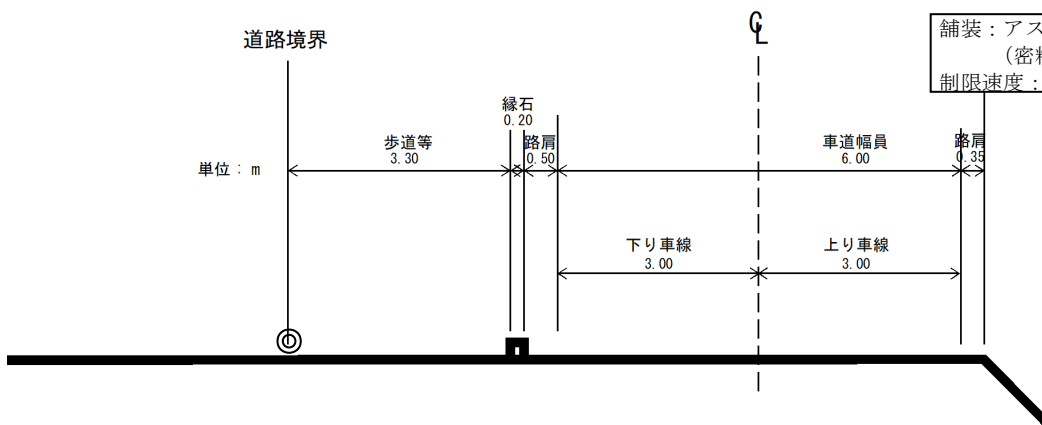 道路境界
℄
舗装：アス
（密
制限速度：
縁石
0.20
歩道等
3.30
路肩
0.50
車道幅員
6.00
路肩
0.35
単位：m
下り車線
3.00
上り車線
3.00